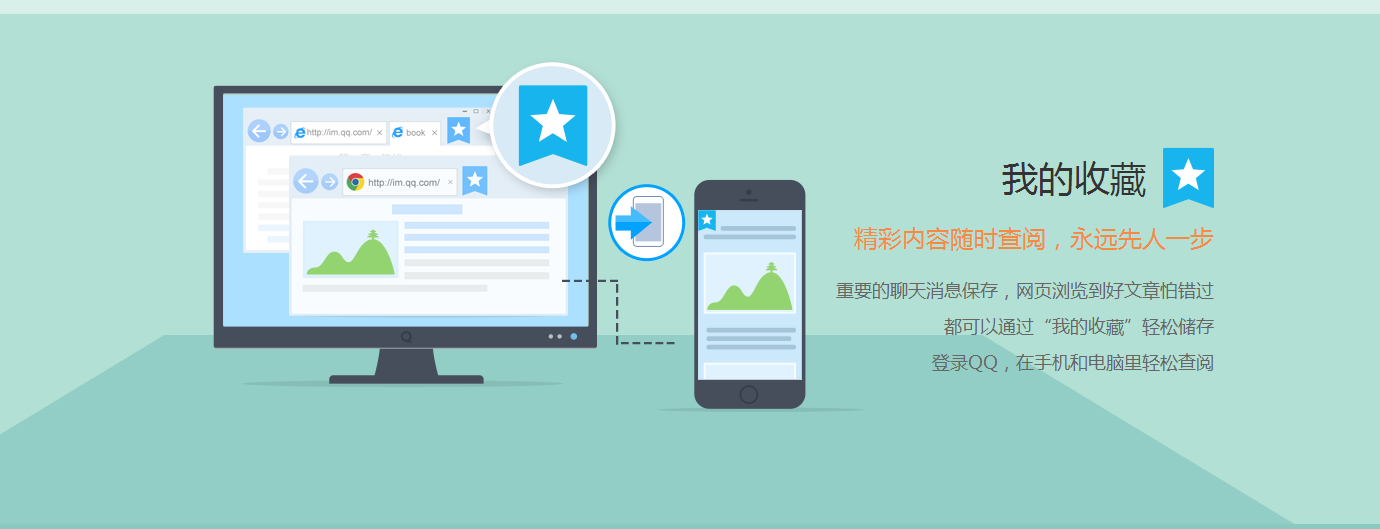 http://im.qq.com/
book
http://im.qq.com/
我的收藏
精彩内容随时查阅，永远先人一步
重要的聊天消息保存，网页浏览到好文章怕错过
都可以通过“我的收藏”轻松储存
登录QQ，在手机和电脑里轻松查阅